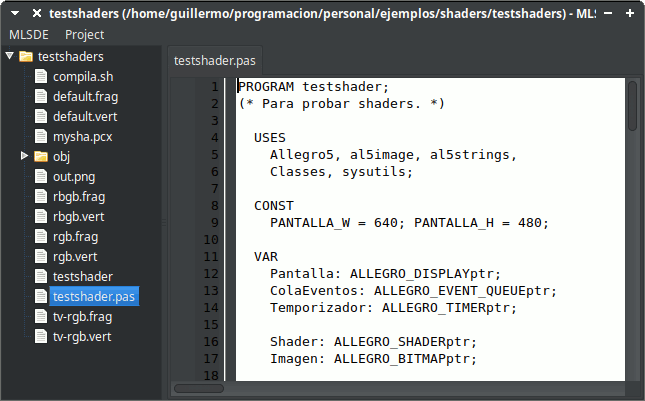 testshaders (/home/guillermo/programacion/personal/ejemplos/shaders/testshaders) - MLS
MLSDE Project
testshaders
compila.sh
default.frag
default.vert
mysha.pcx
obj
out.png
rbgb.frag
rbgb.vert
rgb.frag
rgb.vert
testshader
testshader.pas
tv-rgb.frag
tv-rgb.vert
testshader.pas
1 PROGRAM testshader;
2 (* Para probar shaders. *)
3
4 USES
5 Allegro5, al5image, al5strings,
6 Classes, sysutils;
7
8 CONST
9 PANTALLA_W = 640; PANTALLA_H = 480;
10
11 VAR
12 Pantalla: ALLEGRO_DISPLAYptr;
13 ColaEventos: ALLEGRO_EVENT_QUEUEptr;
14 Temporizador: ALLEGRO_TIMERptr;
15
16 Shader: ALLEGRO_SHADERptr;
17 Imagen: ALLEGRO_BITMAPptr;
18